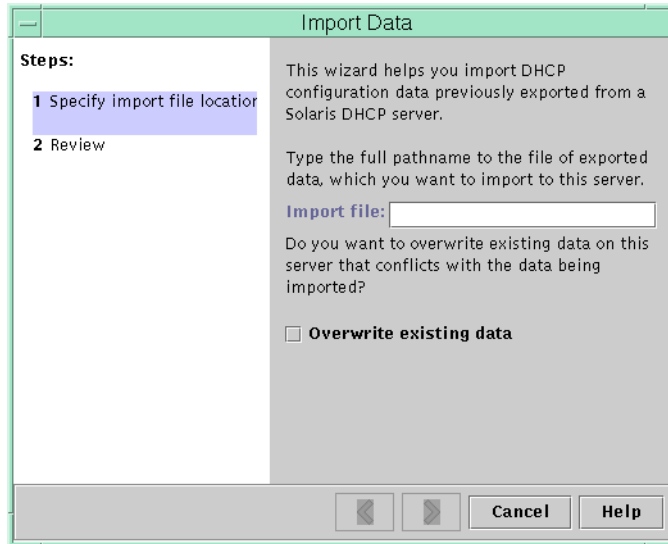 Import Data
Steps:
1 Specify import file location
2 Review
This wizard helps you import DHCP
configuration data previously exported from a
Solaris DHCP server.
Type the full pathname to the file of exported
data, which you want to import to this server.
Import file:
Do you want to overwrite existing data on this
server that conflicts with the data being
imported?
Overwrite existing data
Cancel
Help